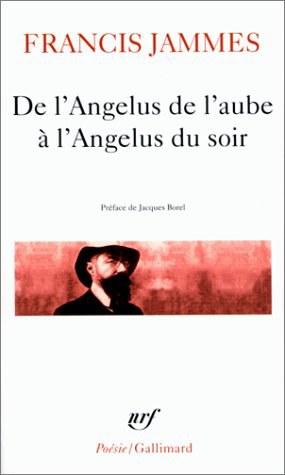 FRANCIS JAMMES
De l'Angelus de l'aube
à l'Angelus du soir
Préface de Jacques Borel
nrf
Poésie/Gallimard